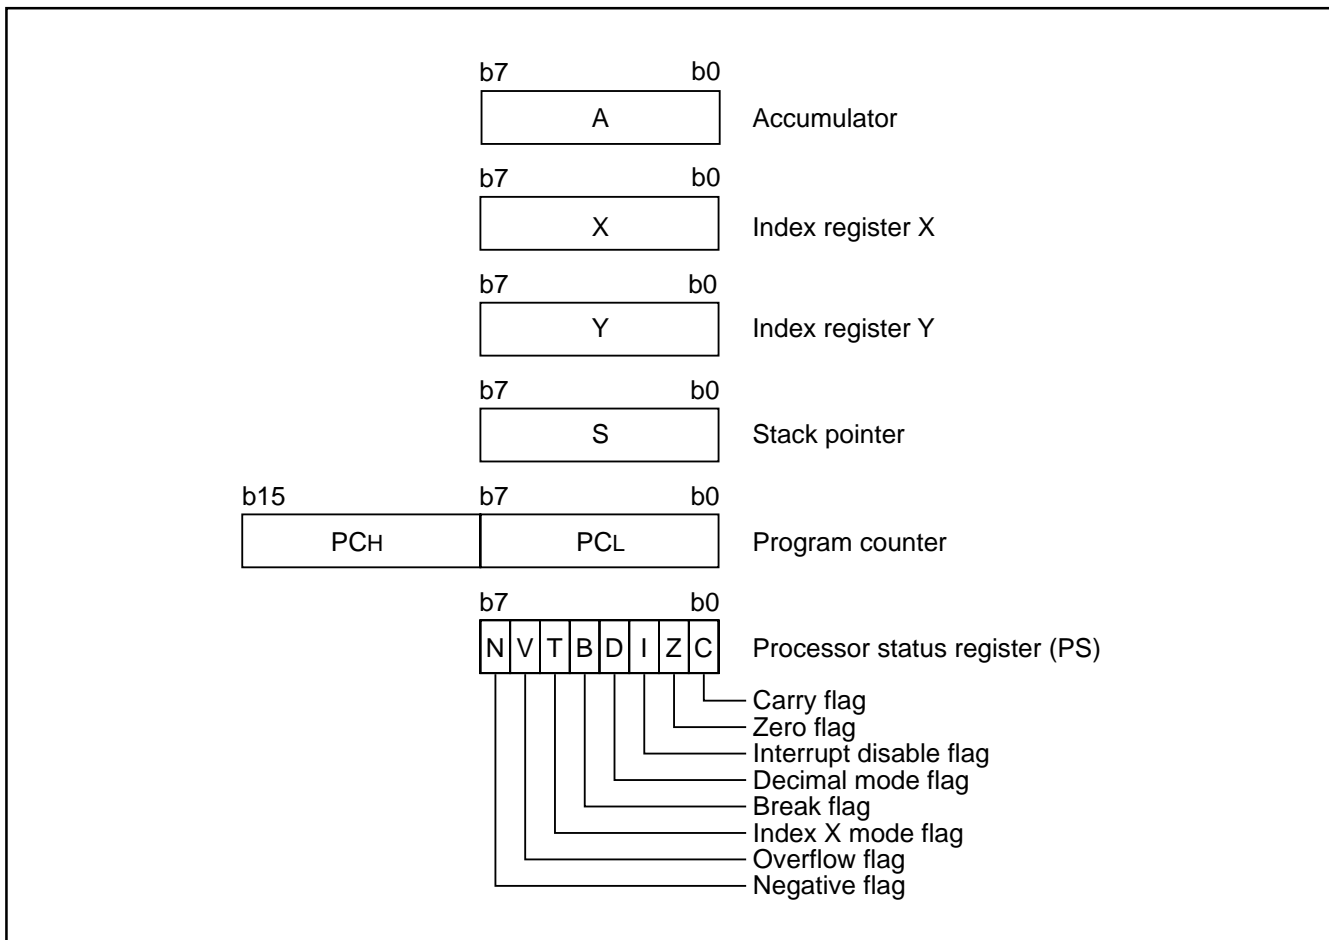 b7 b0
A Accumulator
b7 b0
X Index register X
b7 b0
Y Index register Y
b7 b0
S Stack pointer
b15 b7 b0
PCH PCL Program counter
b7 b0
N V T B D I Z C Processor status register (PS)
Carry flag
Zero flag
Interrupt disable flag
Decimal mode flag
Break flag
Index X mode flag
Overflow flag
Negative flag